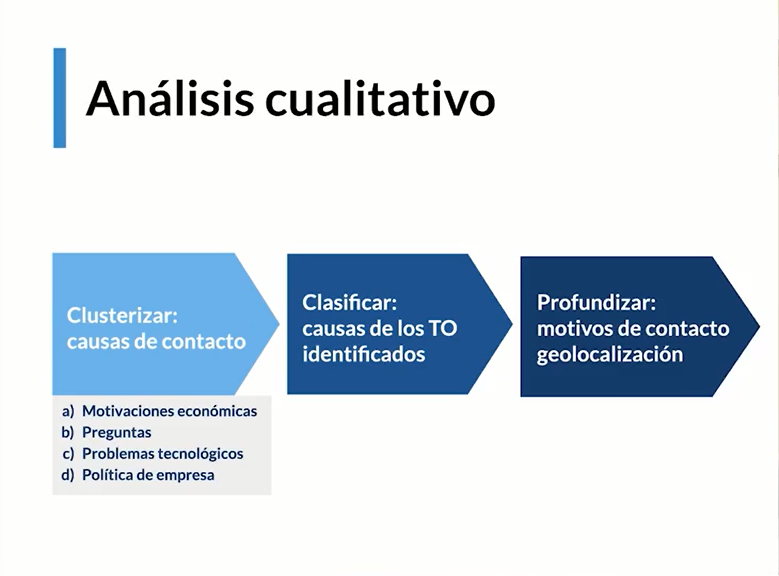 Análisis cualitativo
Clusterizar:
causas de contacto
a) Motivaciones económicas
b) Preguntas
c) Problemas tecnológicos
d) Política de empresa
Clasificar:
causas de los TO
identificados
Profundizar:
motivos de contacto
geolocalización